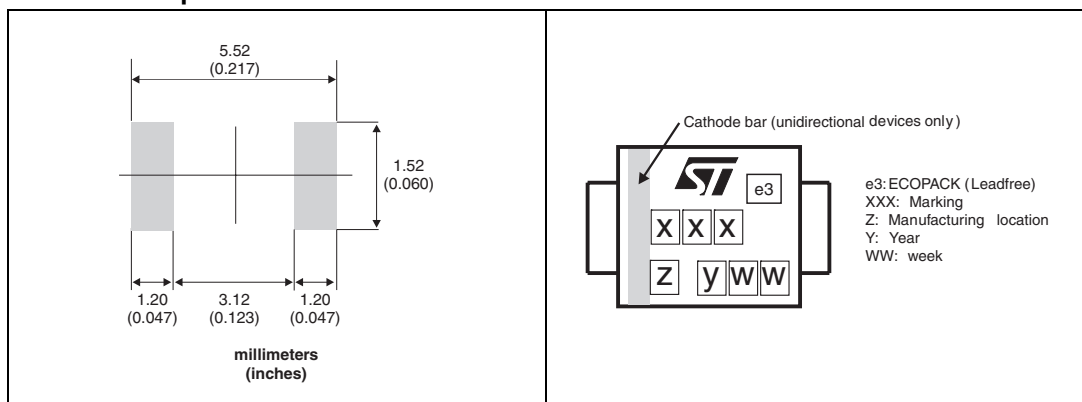 5.52
(0.217)
1.52
(0.060)
1.20
(0.047)
3.12
(0.123)
1.20
(0.047)
millimeters
(inches)
Cathode bar (unidirectional devices only)
ST
e3
x x x
z y w w
e3: ECOPACK (Leadfree)
XXX: Marking
Z: Manufacturing location
Y: Year
WW: week